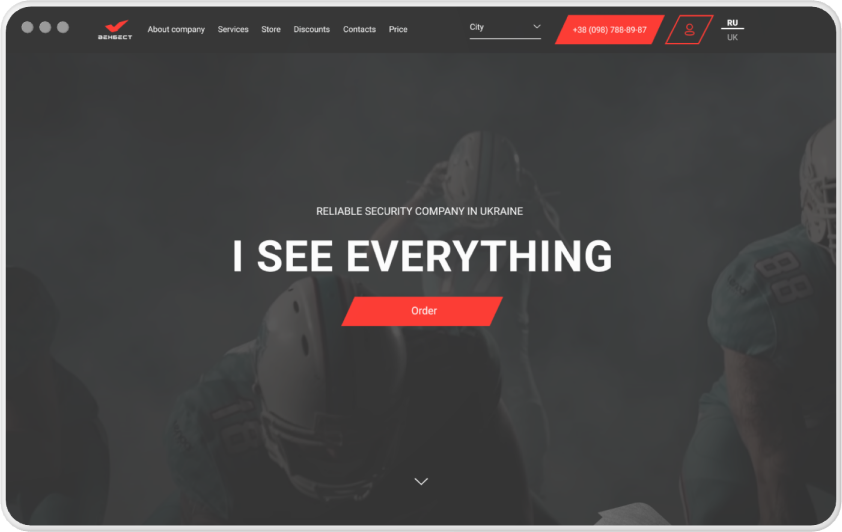 ВЕНБЕСТ
About company
Services
Store
Discounts
Contacts
Price
City
+38 (098) 788-89-87
RU
UK
RELIABLE SECURITY COMPANY IN UKRAINE
I SEE EVERYTHING
Order
88